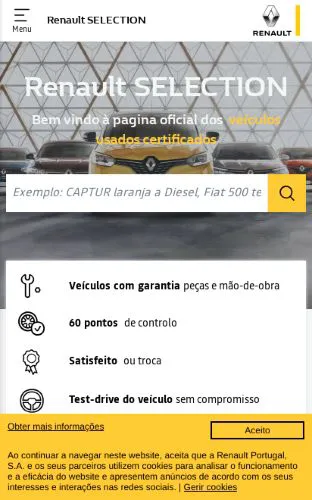 Menu
Renault SELECTION
RENAULT
Renault SELECTION
Bem vindo à pagina oficial dos veículos
usados certificados
Exemplo: CAPTUR laranja a Diesel, Fiat 500 te
Veículos com garantia peças e mão-de-obra
60 pontos de controlo
Satisfeito ou troca
Test-drive do veículo sem compromisso
Obter mais informações
Aceito
Ao continuar a navegar neste website, aceita que a Renault Portugal,
S.A. e os seus parceiros utilizem cookies para analisar o funcionamento
e a eficácia do website e apresentem anúncios de acordo com os seus
interesses e interações nas redes sociais. | Gerir cookies